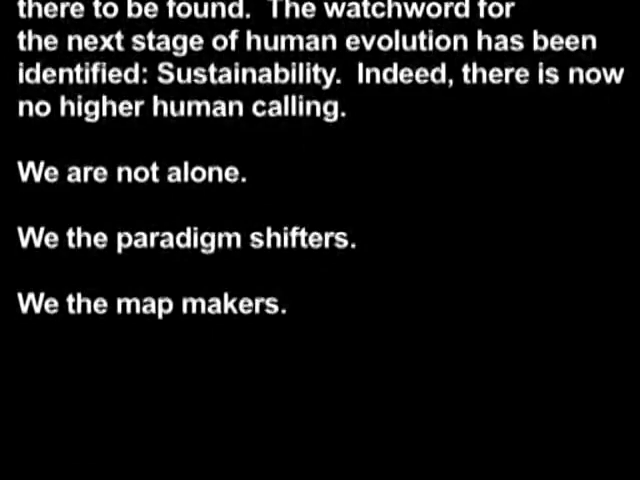 there to be found.  The watchword for
the next stage of human evolution has been
identified: Sustainability.  Indeed, there is now
no higher human calling.
We are not alone.
We the paradigm shifters.
We the map makers.